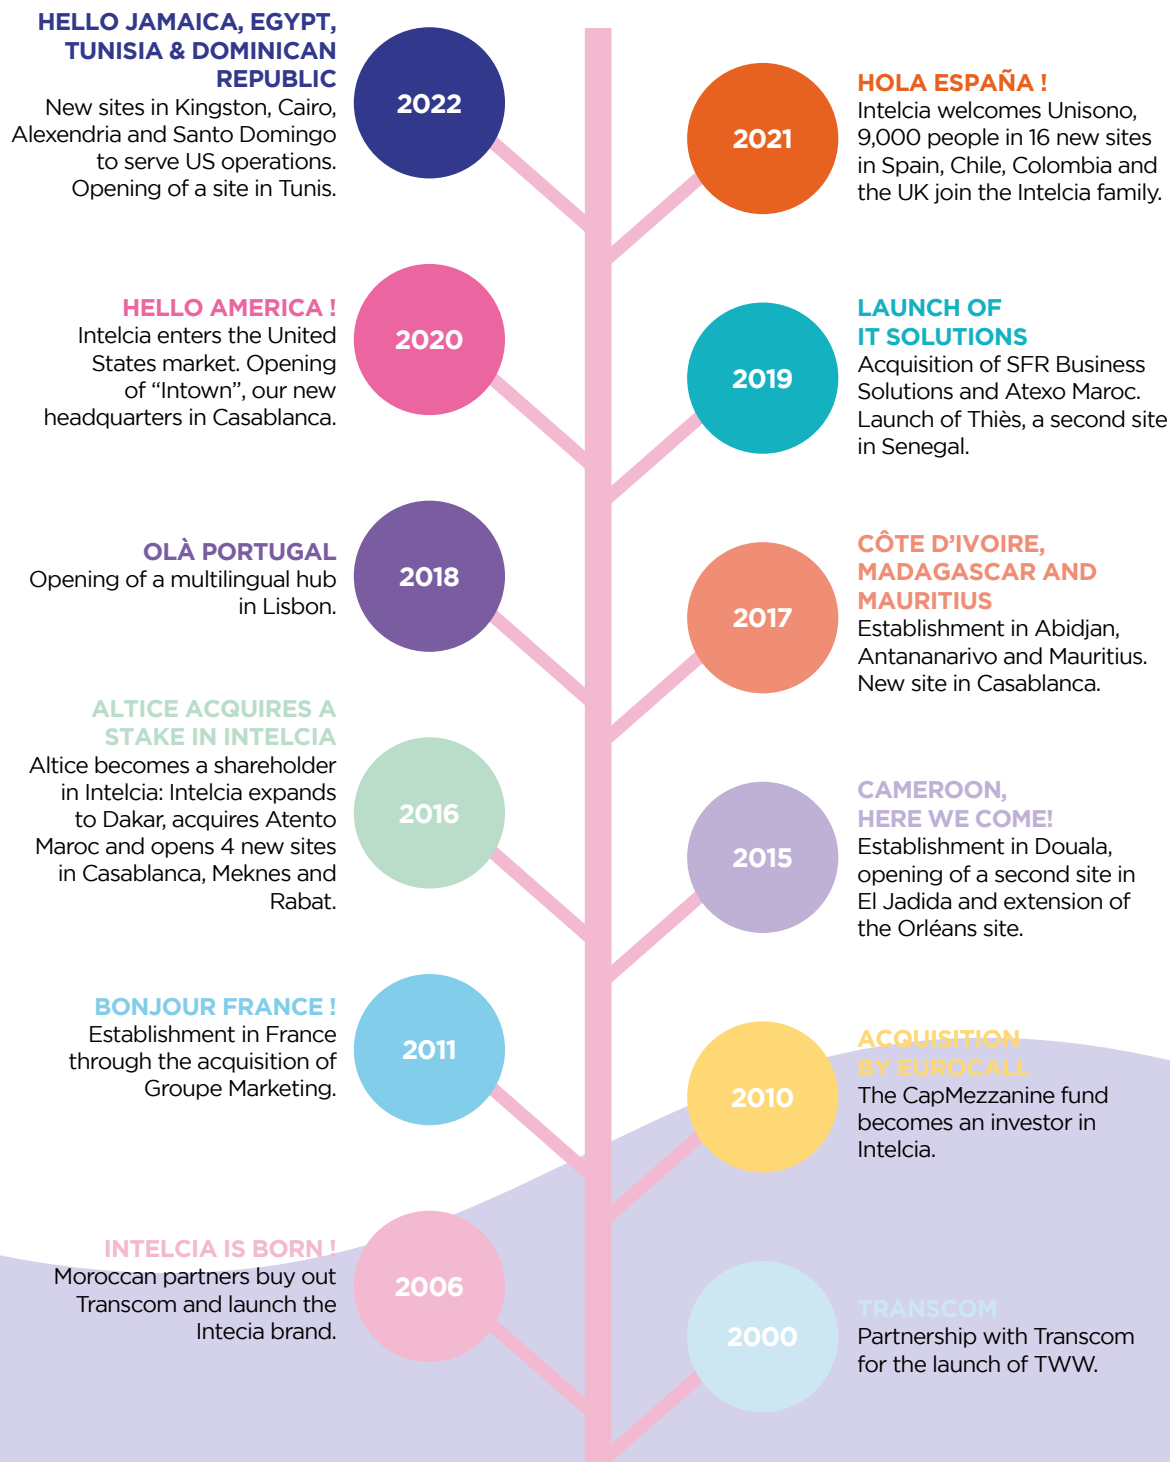 HELLO JAMAICA, EGYPT,
TUNISIA & DOMINICAN
REPUBLIC
New sites in Kingston, Cairo,
Alexendria and Santo Domingo
to serve US operations.
Opening of a site in Tunis.
2022
2021
HOLA ESPAÑA !
Intelcia welcomes Unisono,
9,000 people in 16 new sites
in Spain, Chile, Colombia and
the UK join the Intelcia family.
HELLO AMERICA !
Intelcia enters the United
States market. Opening
of “Intown”, our new
headquarters in Casablanca.
2020
2019
LAUNCH OF
IT SOLUTIONS
Acquisition of SFR Business
Solutions and Atexo Maroc.
Launch of Thiès, a second site
in Senegal.
OLÀ PORTUGAL
Opening of a multilingual hub
in Lisbon.
2018
2017
CÔTE D’IVOIRE,
MADAGASCAR AND
MAURITIUS
Establishment in Abidjan,
Antananarivo and Mauritius.
New site in Casablanca.
ALTICE ACQUIRES A
STAKE IN INTELCIA
Altice becomes a shareholder
in Intelcia: Intelcia expands
to Dakar, acquires Atento
Maroc and opens 4 new sites
in Casablanca, Meknes and
Rabat.
2016
2015
CAMEROON,
HERE WE COME!
Establishment in Douala,
opening of a second site in
El Jadida and extension of
the Orléans site.
BONJOUR FRANCE !
Establishment in France
through the acquisition of
Groupe Marketing.
2011
2010
ACQUISITION
BY EUROCALL
The CapMezzanine fund
becomes an investor in
Intelcia.
INTELCIA IS BORN !
Moroccan partners buy out
Transcom and launch the
Intecia brand.
2006
2000
TRANSCOM
Partnership with Transcom
for the launch of TWW.